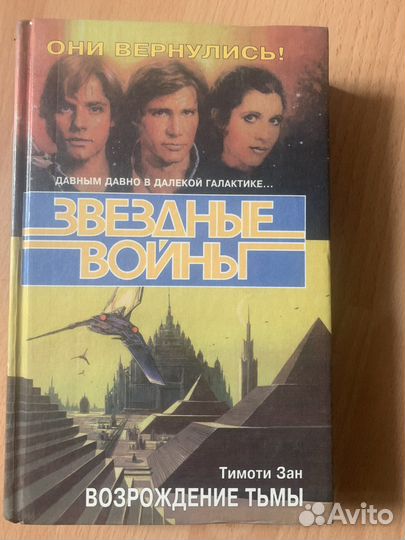 ОНИ ВЕРНУЛИСЬ!
ДАВНЫМ ДАВНО В ДАЛЕКОЙ ГАЛАКТИКЕ...
ЗВЕЗДНЫЕ
ВОЙНЫ
Тимоти Зан
ВОЗРОЖДЕНИЕ ТЬМЫ
Avito